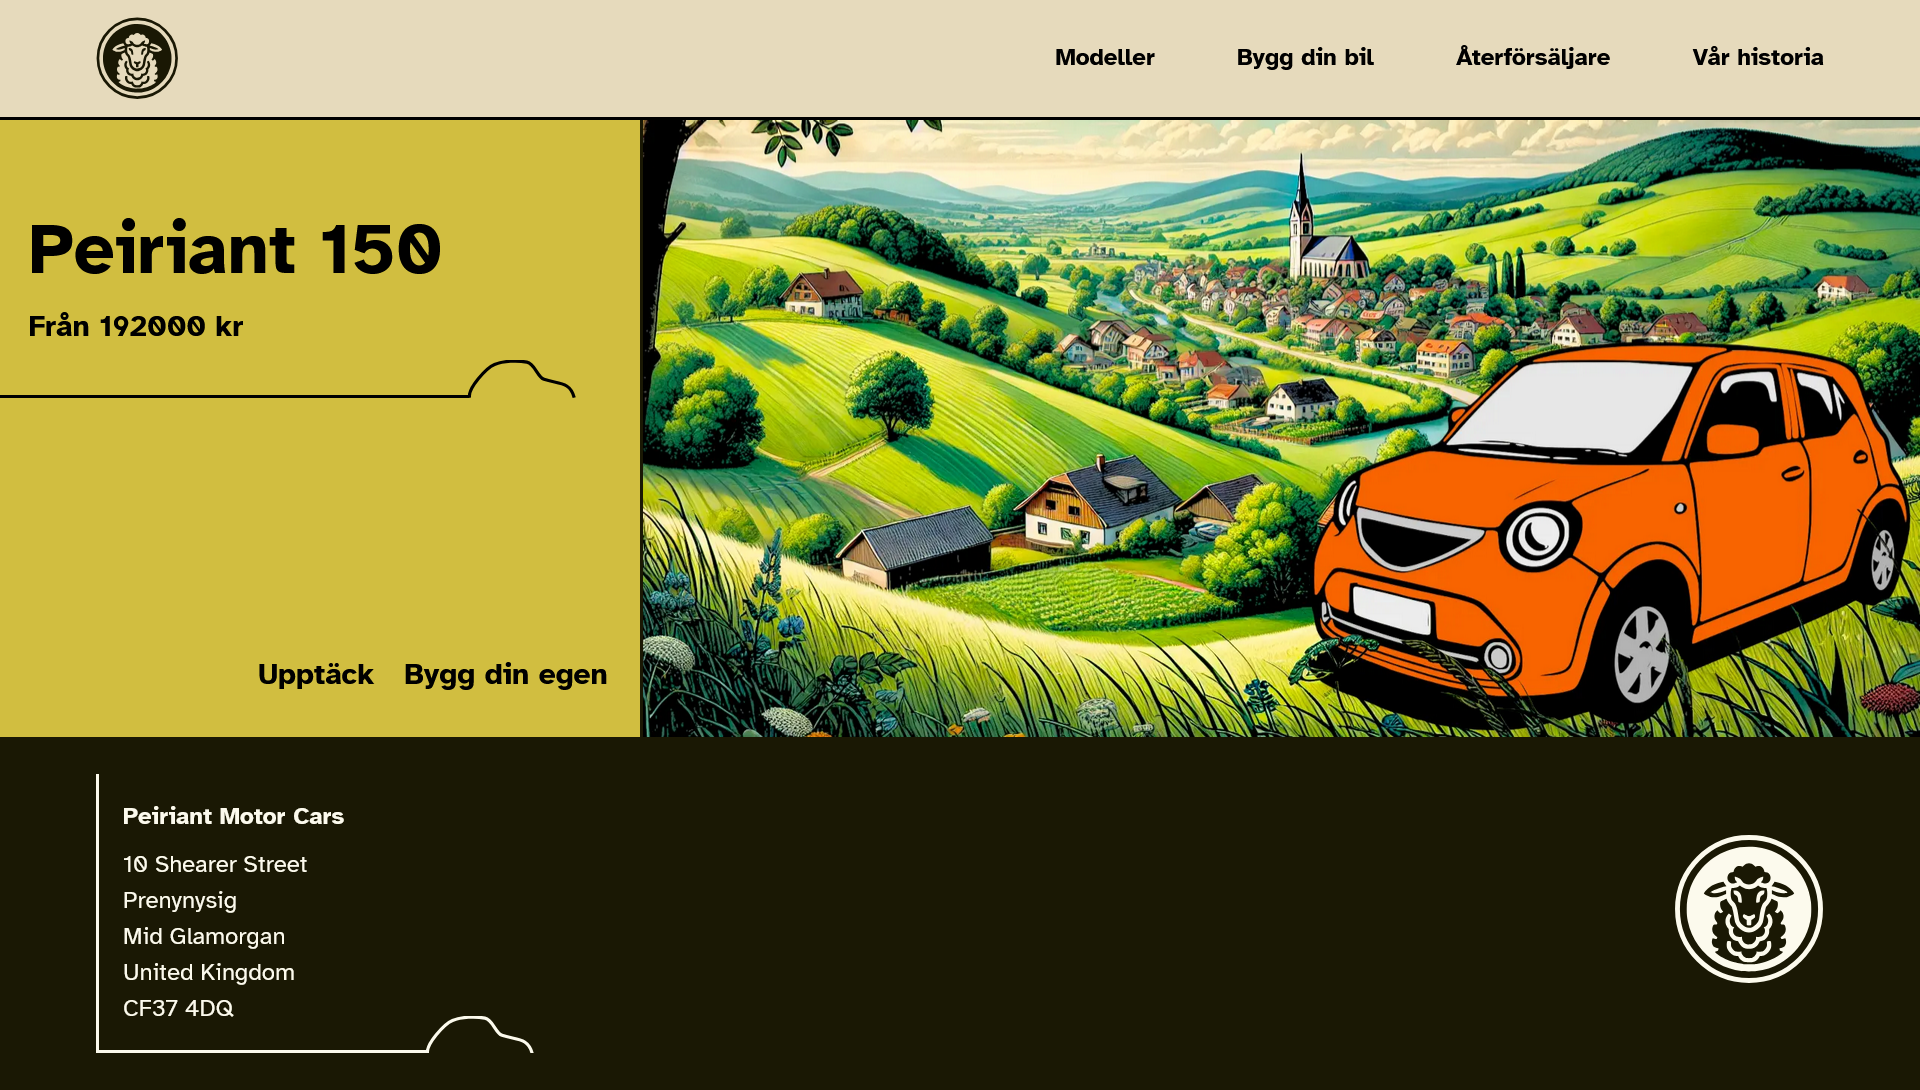 Modeller
Bygg din bil
Återförsäljare
Vår historia
Peiriant 150
Från 192000 kr
Upptäck
Bygg din egen
Peiriant Motor Cars
10 Shearer Street
Prenynysig
Mid Glamorgan
United Kingdom
CF37 4DQ